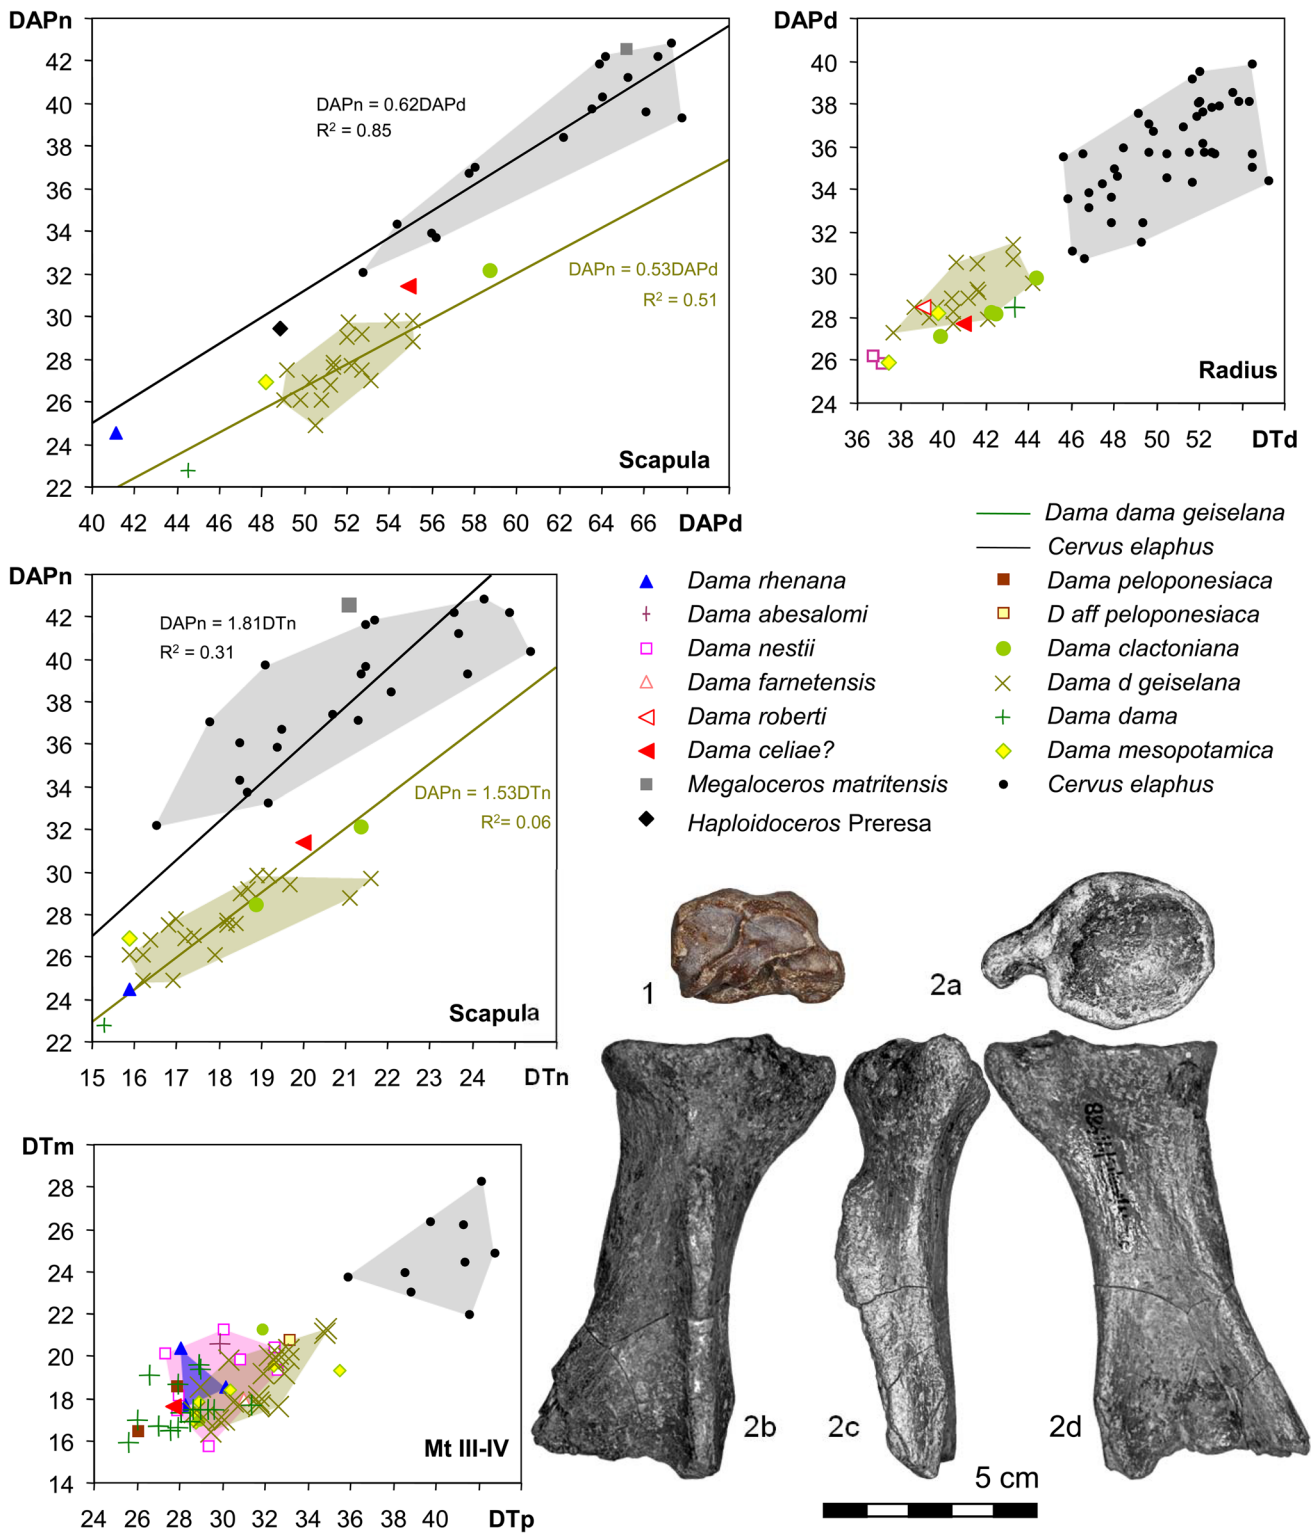 DAPn
42
40
38
36
34
32
30
28
26
24
22
DAPn = 0.62DAPd
R² = 0.85
DAPn = 0.53DAPd
R² = 0.51
Scapula
40 42 44 46 48 52 56 60 62 64 66 DAPd
DAPd
40
38
36
34
32
30
28
26
24
Radius
36 38 40 42 44 46 48 50 52 DTd
DAPn
42
40
38
36
34
32
30
28
26
24
22
DAPn = 1.81DTn
R² = 0.31
DAPn = 1.53DTn
R²= 0.06
Scapula
15 16 17 18 19 20 21 22 23 24 DTn
Dama dama geiselana
Cervus elaphus
Dama rhenana
Dama abesalomi
Dama nestii
Dama farnetensis
Dama roberti
Dama celiae?
Megaloceros matritensis
Haploidoceros Preresa
Dama peloponesiaca
D aff peloponesiaca
Dama clactoniana
Dama d geiselana
Dama dama
Dama mesopotamica
Cervus elaphus
DTm
28
26
24
22
20
18
16
14
Mt III-IV
24 26 28 30 32 34 36 38 40 DTp
1
2a
2b
2c
2d
5 cm